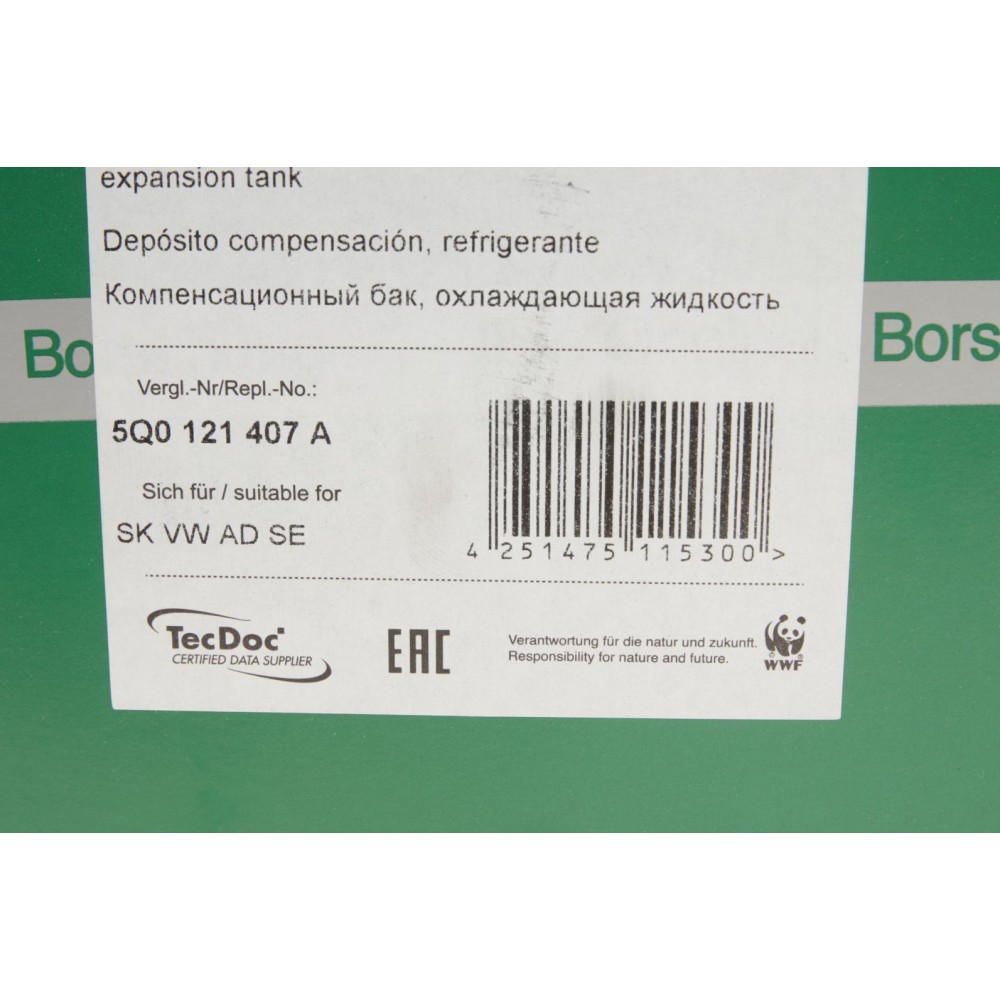 expansion tank
Depósito compensación, refrigerante
Компенсационный бак, охлаждающая жидкость
Bo
Bors
Vergl.-Nr/Repl.-No.:
5Q0 121 407 A
Sich für / suitable for
SK VW AD SE
4 251475 115300 >
TecDoc
CERTIFIED DATA SUPPLIER
EAC
Verantwortung für die natur und zukunft.
Responsibility for nature and future.
WWF